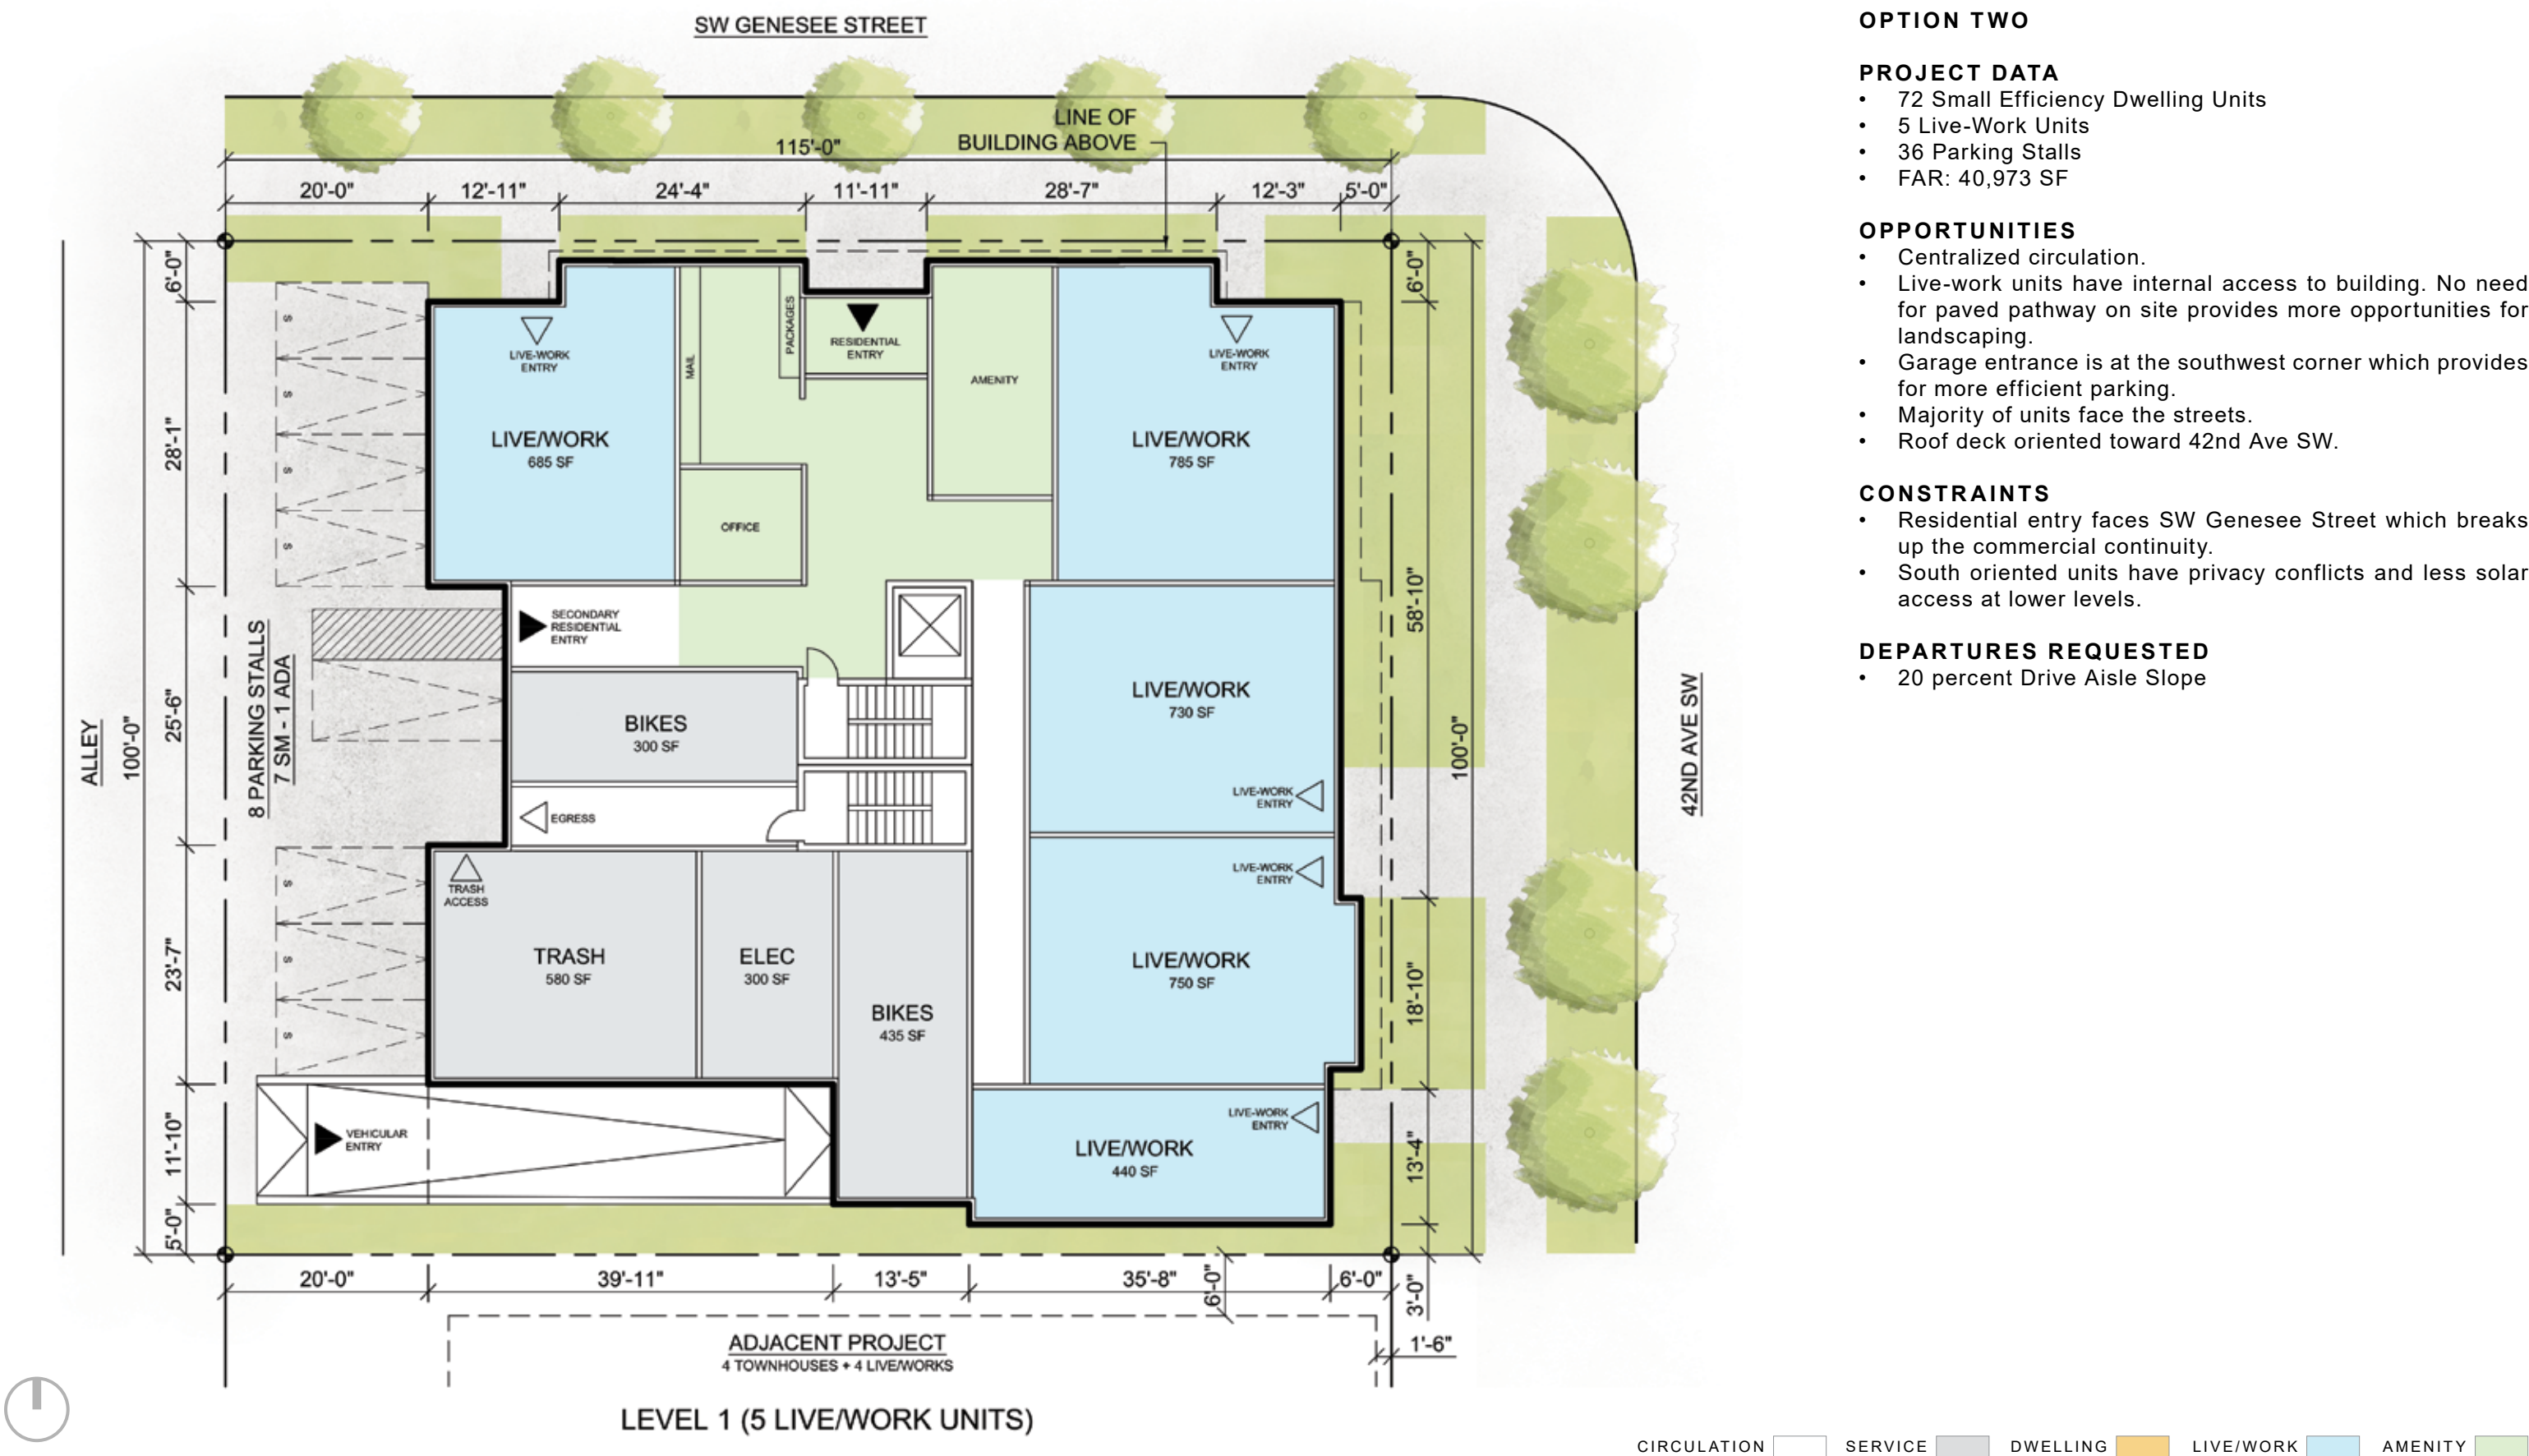 SW GENESEE STREET
LINE OF
BUILDING ABOVE
115'-0"
20'-0"
12'-11"
24'-4"
11'-11"
28'-7"
12'-3"
5'-0"
6'-0"
28'-1"
25'-6"
23'-7"
11'-10"
5'-0"
100'-0"
ALLEY
8 PARKING STALLS
7 SM - 1 ADA
S
S
S
S
S
S
S
LIVE-WORK
ENTRY
LIVE/WORK
685 SF
MAIL
PACKAGES
RESIDENTIAL
ENTRY
AMENITY
LIVE-WORK
ENTRY
LIVE/WORK
785 SF
OFFICE
SECONDARY
RESIDENTIAL
ENTRY
BIKES
300 SF
EGRESS
LIVE/WORK
730 SF
LIVE-WORK
ENTRY
LIVE-WORK
ENTRY
LIVE/WORK
750 SF
TRASH
ACCESS
TRASH
580 SF
ELEC
300 SF
BIKES
435 SF
VEHICULAR
ENTRY
LIVE-WORK
ENTRY
LIVE/WORK
440 SF
6'-0"
58'-10"
18'-10"
13'-4"
3'-0"
100'-0"
42ND AVE SW
20'-0"
39'-11"
13'-5"
35'-8"
6'-0"
6'-0"
1'-6"
ADJACENT PROJECT
4 TOWNHOUSES + 4 LIVE/WORKS
LEVEL 1 (5 LIVE/WORK UNITS)
OPTION TWO
PROJECT DATA
• 72 Small Efficiency Dwelling Units
• 5 Live-Work Units
• 36 Parking Stalls
• FAR: 40,973 SF
OPPORTUNITIES
• Centralized circulation.
• Live-work units have internal access to building. No need
for paved pathway on site provides more opportunities for
landscaping.
• Garage entrance is at the southwest corner which provides
for more efficient parking.
• Majority of units face the streets.
• Roof deck oriented toward 42nd Ave SW.
CONSTRAINTS
• Residential entry faces SW Genesee Street which breaks
up the commercial continuity.
• South oriented units have privacy conflicts and less solar
access at lower levels.
DEPARTURES REQUESTED
• 20 percent Drive Aisle Slope
CIRCULATION
SERVICE
DWELLING
LIVE/WORK
AMENITY